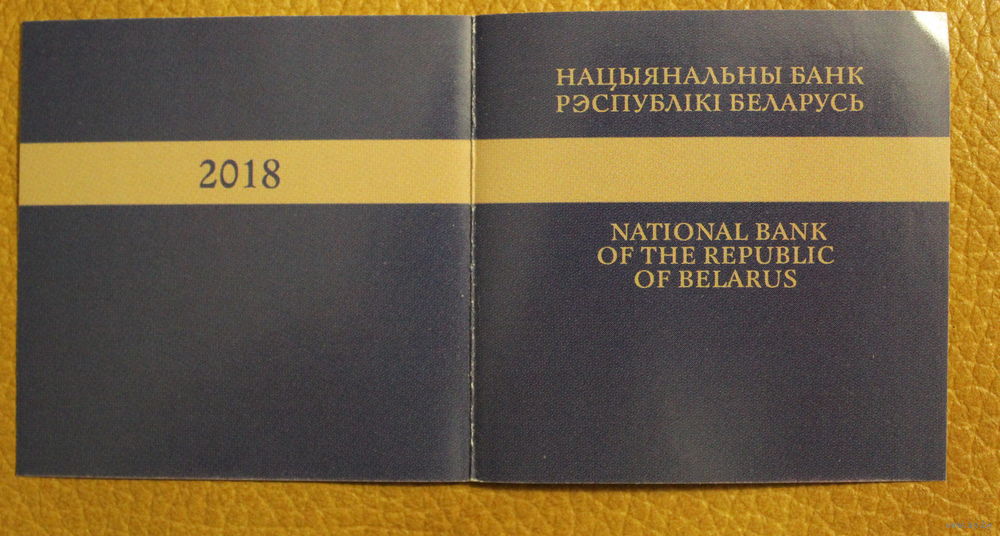 2018
НАЦЫЯНАЛЬНЫ БАНК
РЭСПУБЛІКІ БЕЛАРУСЬ
NATIONAL BANK
OF THE REPUBLIC
OF BELARUS